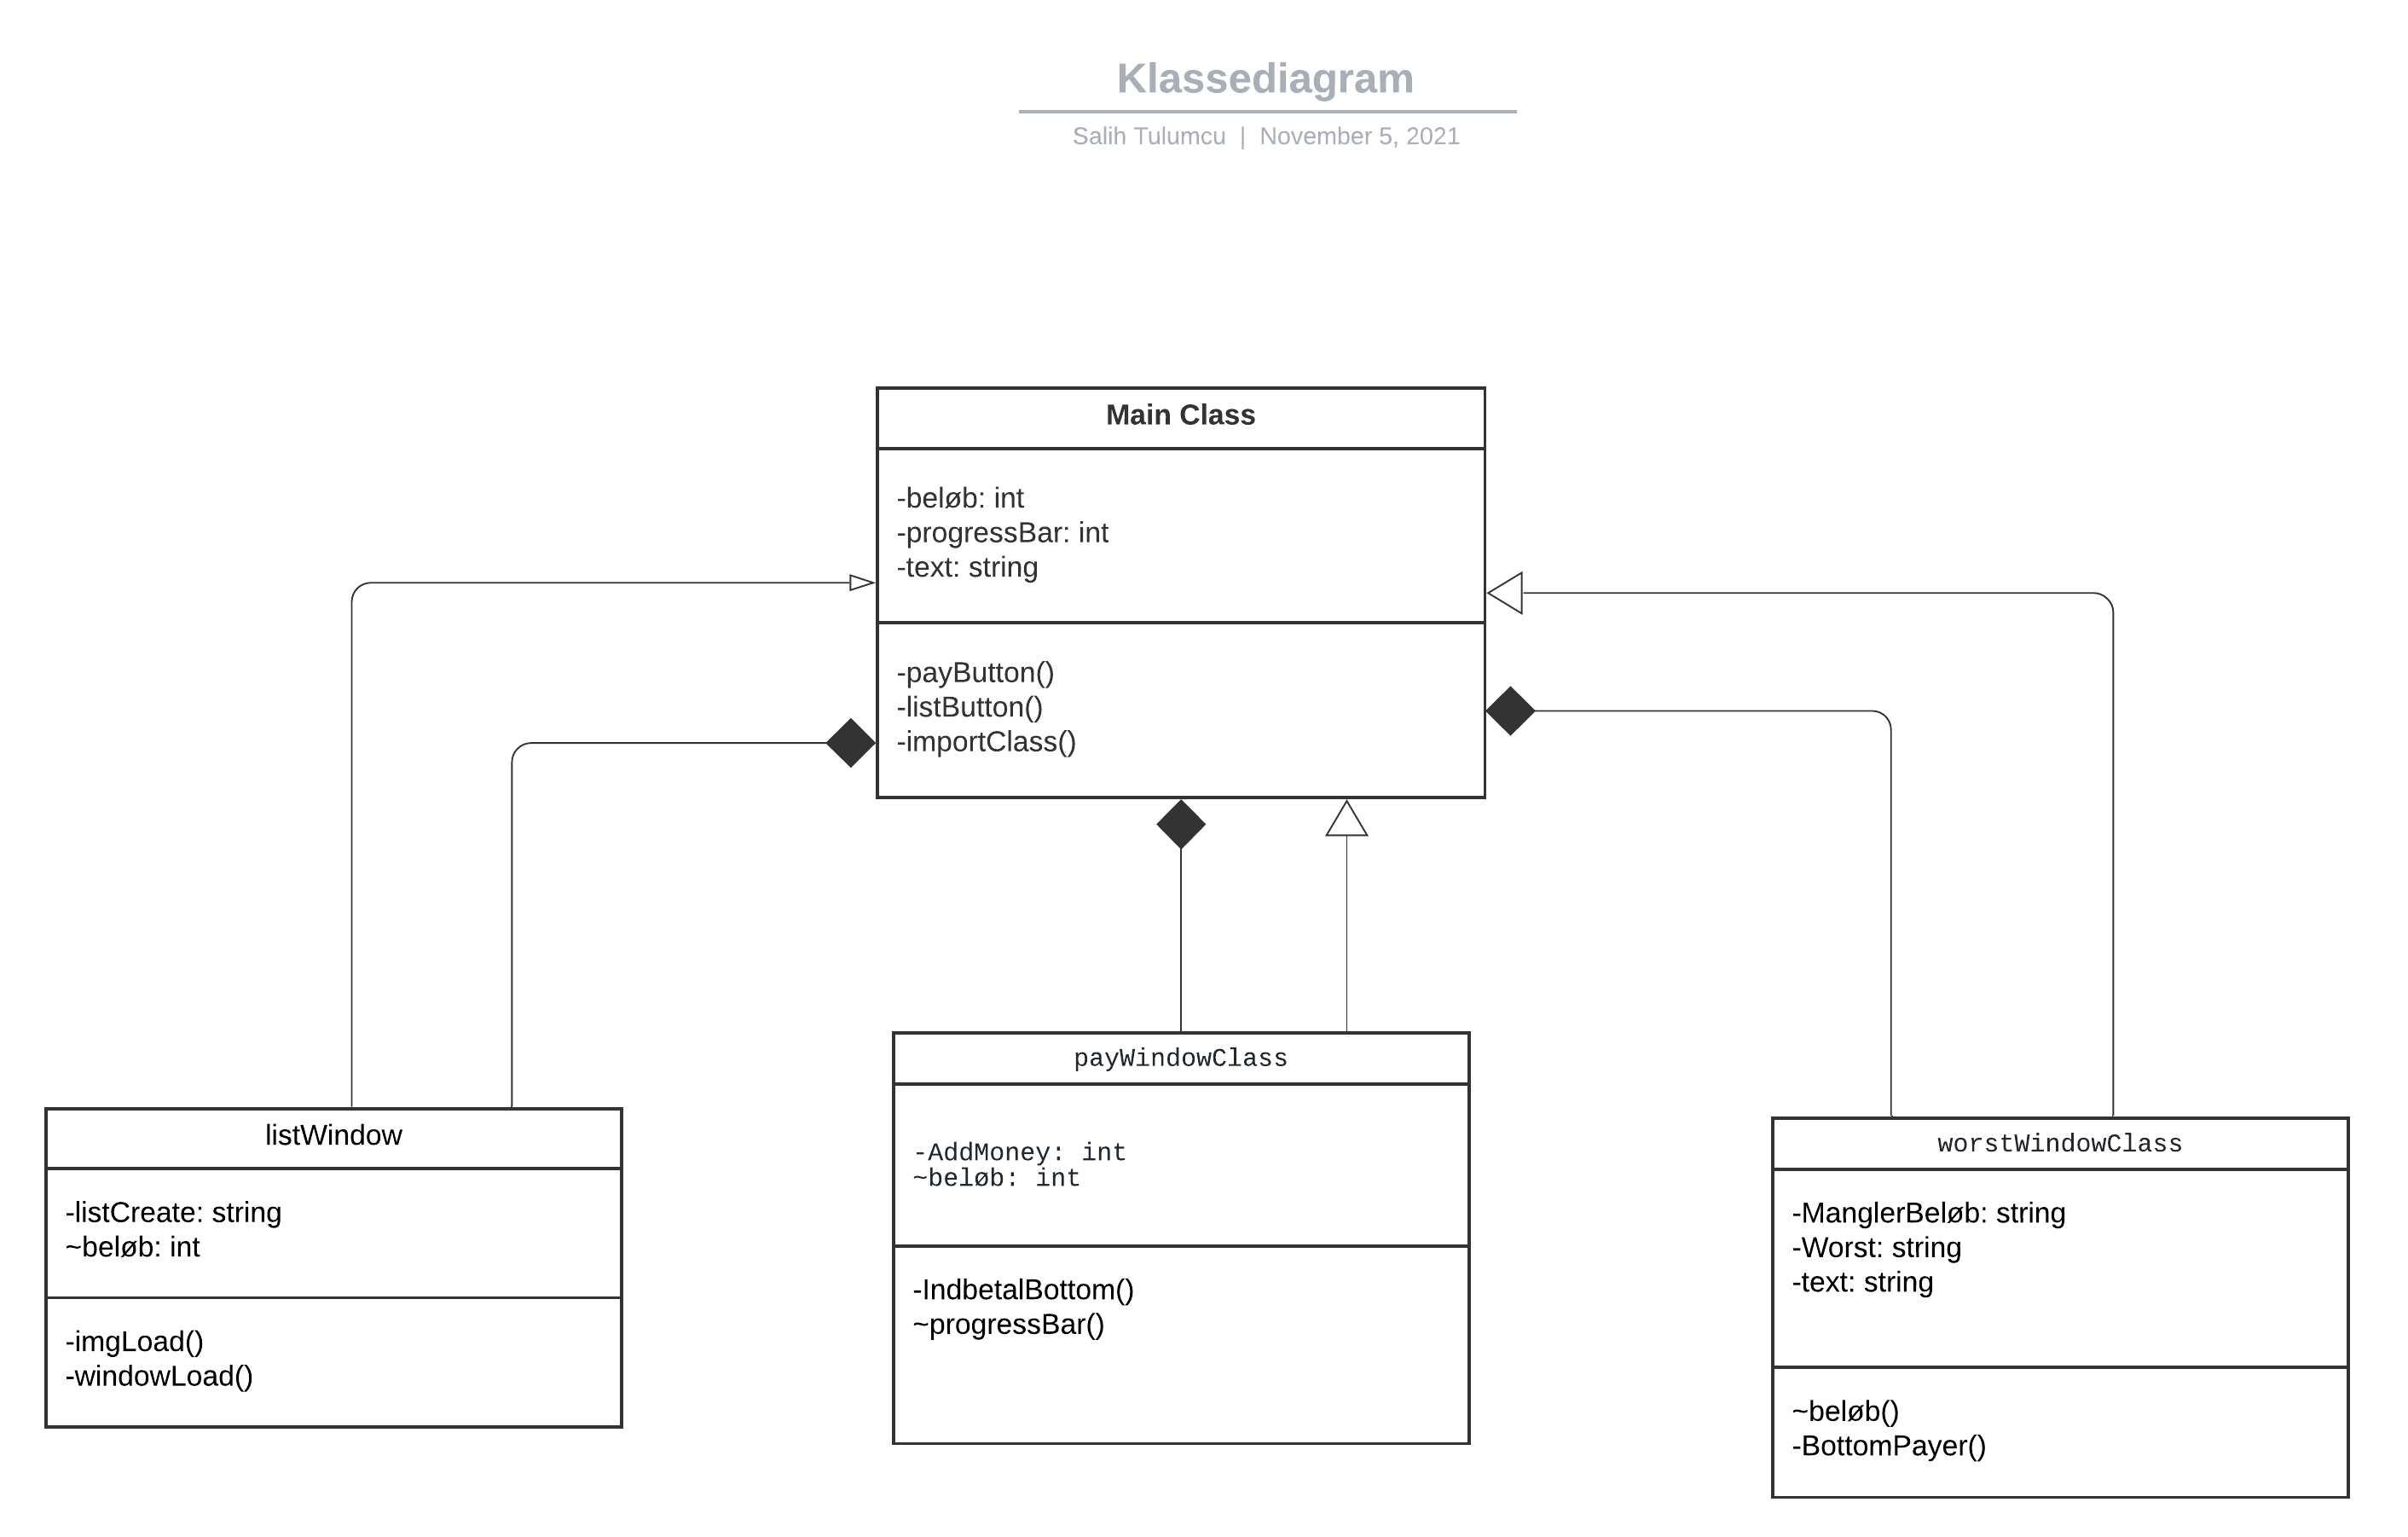 Klassediagram
Salih Tulumcu | November 5, 2021
Main Class
-beløb: int
-progressBar: int
-text: string
-payButton()
-listButton()
-importClass()
listWindow
-listCreate: string
~beløb: int
-imgLoad()
-windowLoad()
payWindowClass
-AddMoney: int
~beløb: int
-IndbetalBottom()
~progressBar()
worstWindowClass
-ManglerBeløb: string
-Worst: string
-text: string
~beløb()
-BottomPayer()